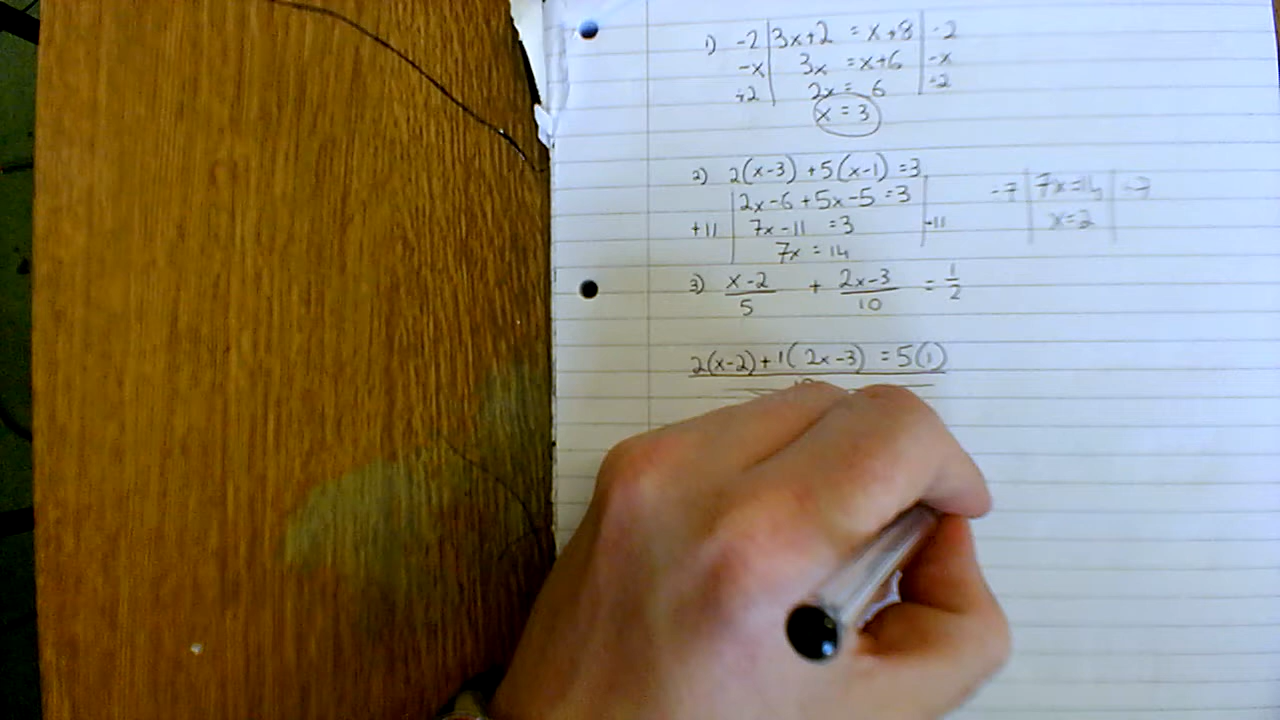 1) -2 | 3x+2 = x+8 | -2
-x | 3x = x+6 | -x
÷2 | 2x = 6 | ÷2
x = 3
2) 2(x-3) + 5(x-1) = 3
2x-6 + 5x-5 = 3
+11 | 7x-11 = 3 | +11
7x = 14
÷7 | 7x=14 | ÷7
x=2
3) x-2/5 + 2x-3/10 = 1/2
2(x-2)+1(2x-3) = 5(1)